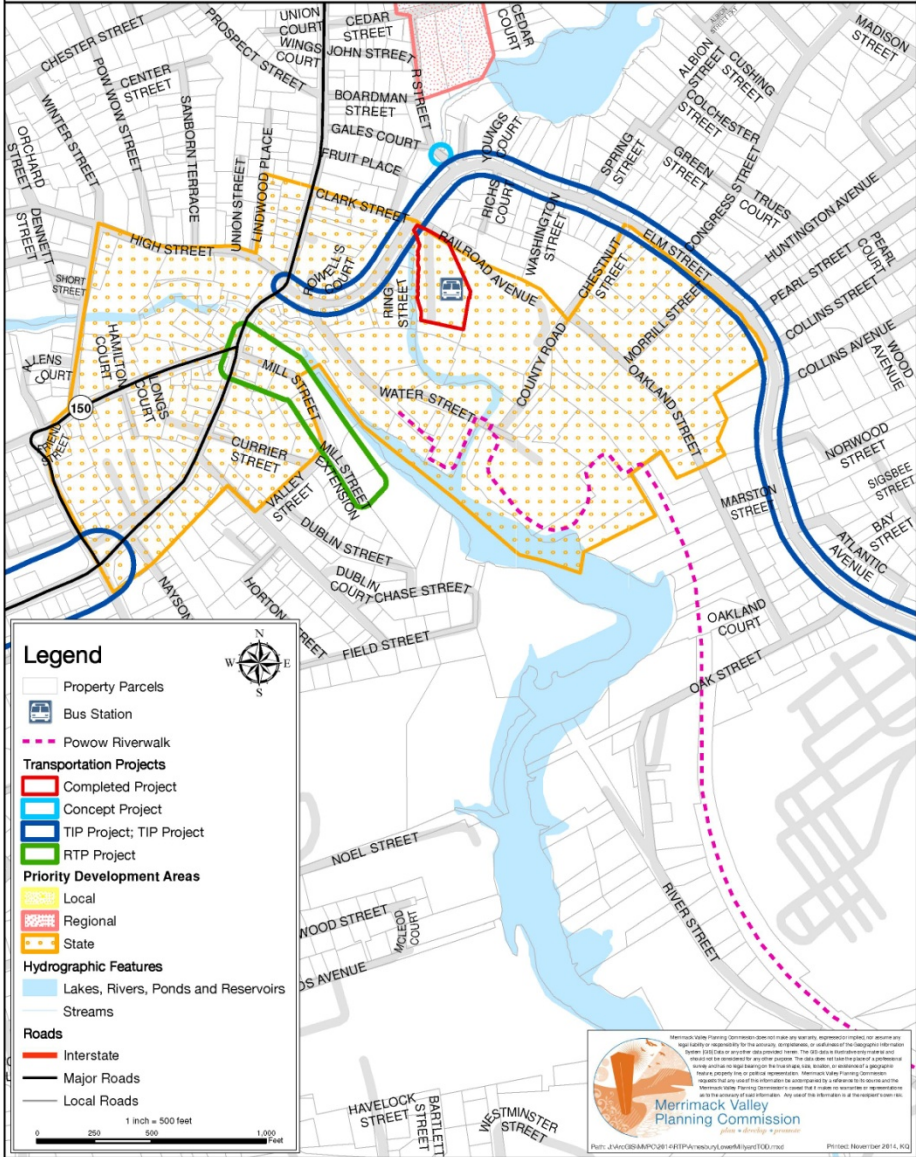 CHESTER STREET
PROSPECT STREET
UNION
COURT
WINGS
COURT
CEDAR
STREET
JOHN STREET
R STREET
CEDAR
COURT
MADISON
STREET
ALBION
STREET
CUSHING
STREET
CENTER
STREET
POW WOW STREET
WINTER STREET
SANBORN TERRACE
ORCHARD
STREET
DENNETT
STREET
BOARDMAN
STREET
GALES COURT
FRUIT PLACE
YOUNGS
COURT
RICHS
COURT
SPRING
STREET
COLCHESTER
STREET
GREEN
STREET
TRUES
COURT
CONGRESS STREET
HUNTINGTON AVENUE
UNION STREET
LINDWOOD PLACE
CLARK STREET
HIGH STREET
SHORT
STREET
POWELL'S
COURT
RING
STREET
RAILROAD AVENUE
WASHINGTON
STREET
CHESTNUT
STREET
ELM STREET
PEARL STREET
PEARL
COURT
COLLINS STREET
COLLINS AVENUE
WOOD
AVENUE
MORRILL STREET
COUNTY ROAD
OAKLAND STREET
WATER STREET
MILL STREET
MILL STREET
EXTENSION
HAMILTON
COURT
LONGS
COURT
150
CURRIER
STREET
VALLEY
STREET
DUBLIN STREET
DUBLIN
COURT
CHASE STREET
HORTON STREET
FIELD STREET
NAYSON
NORWOOD
STREET
SIGSBEE
STREET
BAY
STREET
ATLANTIC
AVENUE
MARSTON
STREET
OAKLAND
COURT
OAK STREET
RIVER STREET
NOEL STREET
WOOD STREET
MCLEOD
COURT
DS AVENUE
HAVELOCK
STREET
BARTLETT
STREET
WESTMINSTER
STREET
Legend
N
W E
S
Property Parcels
Bus Station
Powow Riverwalk
Transportation Projects
Completed Project
Concept Project
TIP Project; TIP Project
RTP Project
Priority Development Areas
Local
Regional
State
Hydrographic Features
Lakes, Rivers, Ponds and Reservoirs
Streams
Roads
Interstate
Major Roads
Local Roads
1 inch = 500 feet
0 250 500 1,000
Feet
Merrimack Valley
Planning Commission
plan • develop • promote
Printed: November 2014, KQ